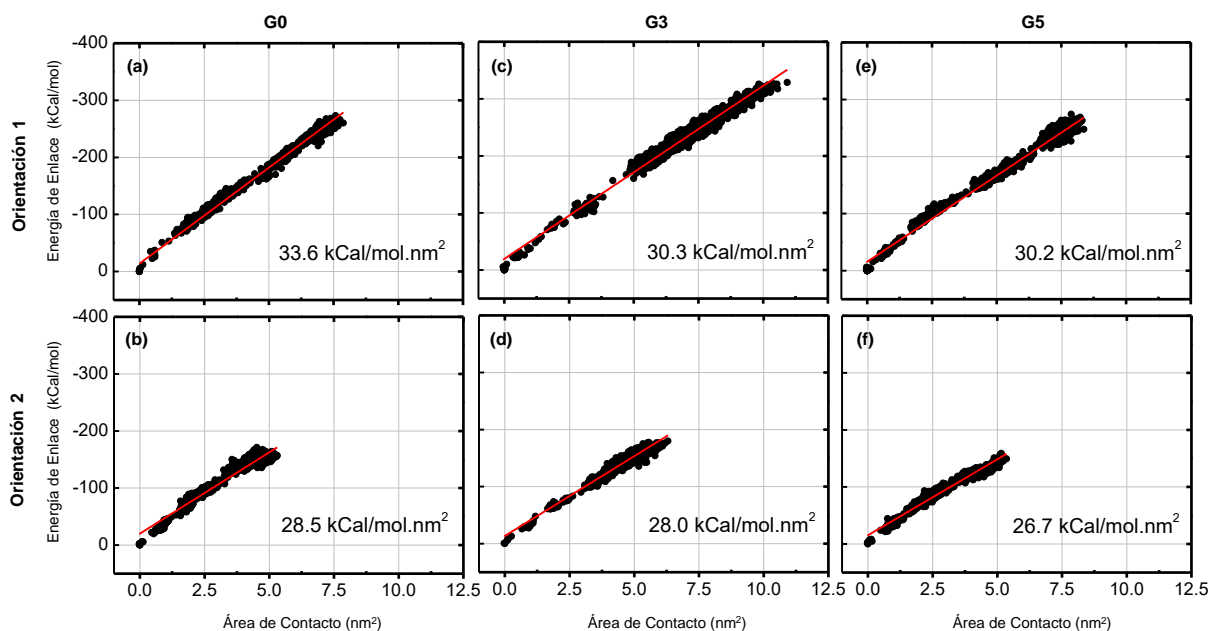 G0 G3 G5
Orientación 1
Energía de Enlace (kCal/mol)
-400
-300
-200
-100
0
(a)
33.6 kCal/mol.nm²
(c)
30.3 kCal/mol.nm²
(e)
30.2 kCal/mol.nm²
Orientación 2
Energía de Enlace (kCal/mol)
-400
-300
-200
-100
0
(b)
28.5 kCal/mol.nm²
(d)
28.0 kCal/mol.nm²
(f)
26.7 kCal/mol.nm²
0.0 2.5 5.0 7.5 10.0 12.5 0.0 2.5 5.0 7.5 10.0 12.5 0.0 2.5 5.0 7.5 10.0 12.5
Área de Contacto (nm²) Área de Contacto (nm²) Área de Contacto (nm²)